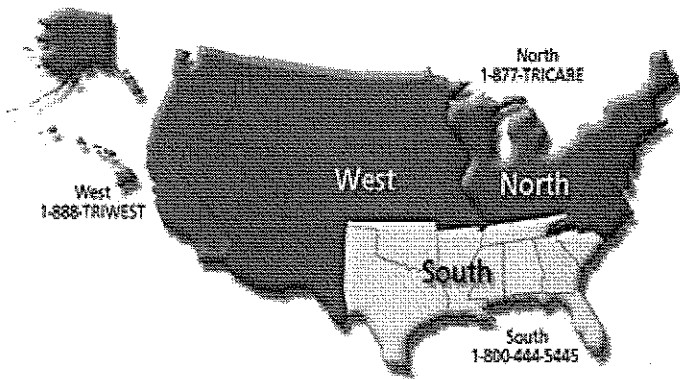 North
1-877-TRICARE
West
North
West
1-888-TRIWEST
South
South
1-800-444-5445